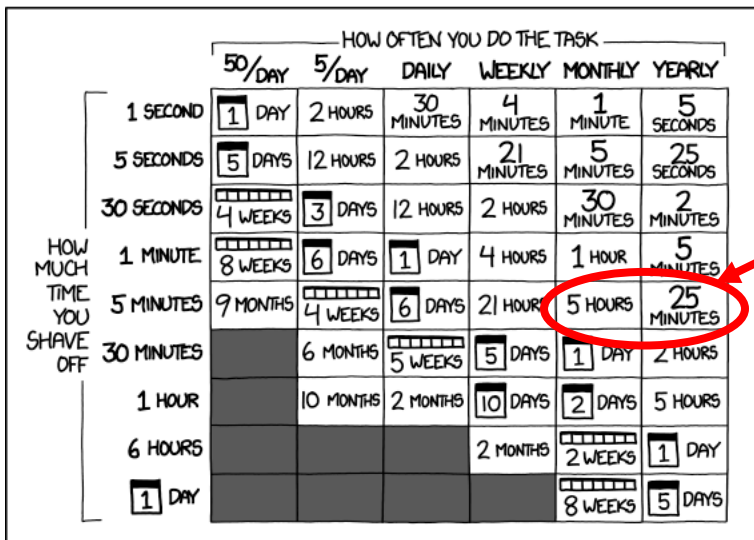 HOW OFTEN YOU DO THE TASK
50/DAY 5/DAY DAILY WEEKLY MONTHLY YEARLY
HOW MUCH TIME YOU SHAVE OFF
1 SECOND 1 DAY 2 HOURS 30 MINUTES 4 MINUTES 1 MINUTE 5 SECONDS
5 SECONDS 5 DAYS 12 HOURS 2 HOURS 21 MINUTES 5 MINUTES 25 SECONDS
30 SECONDS 4 WEEKS 3 DAYS 12 HOURS 2 HOURS 30 MINUTES 2 MINUTES
1 MINUTE 8 WEEKS 6 DAYS 1 DAY 4 HOURS 1 HOUR 5 MINUTES
5 MINUTES 9 MONTHS 4 WEEKS 6 DAYS 21 HOURS 5 HOURS 25 MINUTES
30 MINUTES 6 MONTHS 5 WEEKS 5 DAYS 1 DAY 2 HOURS
1 HOUR 10 MONTHS 2 MONTHS 10 DAYS 2 DAYS 5 HOURS
6 HOURS 2 MONTHS 2 WEEKS 1 DAY
1 DAY 8 WEEKS 5 DAYS